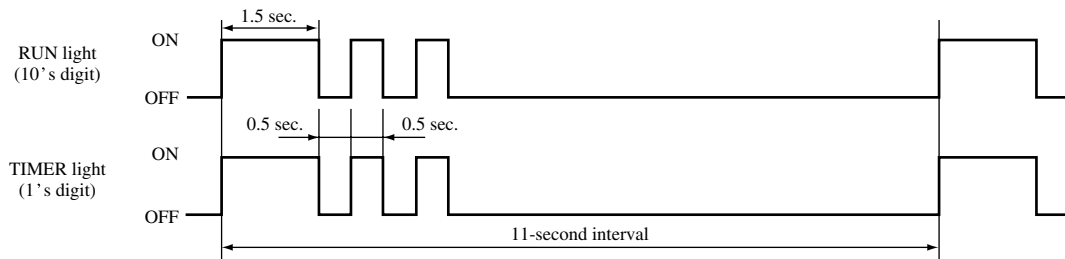 1.5 sec.
ON
RUN light
(10's digit)
OFF
0.5 sec.
0.5 sec.
ON
TIMER light
(1's digit)
OFF
11-second interval